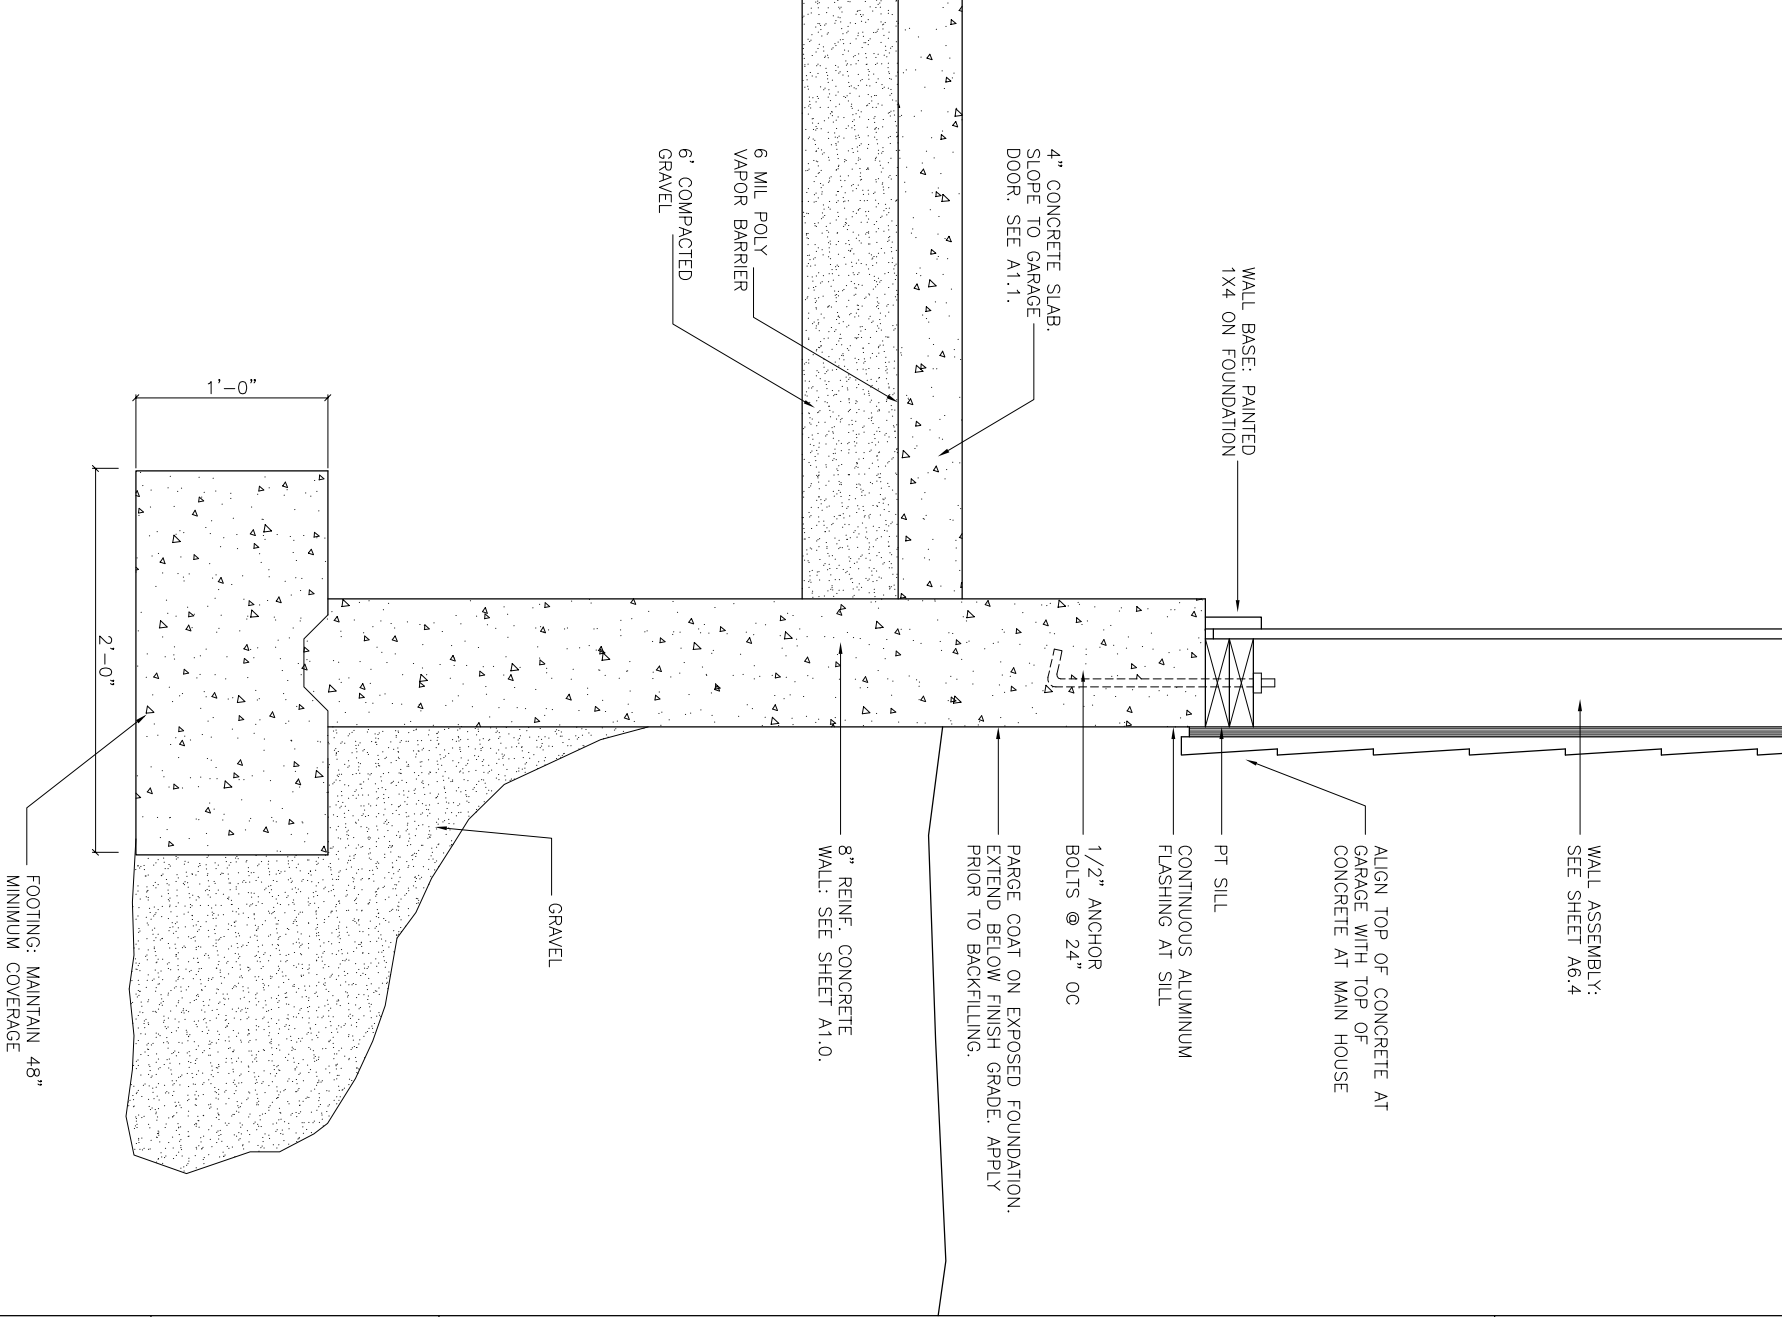 WALL BASE: PAINTED
1X4 ON FOUNDATION
4" CONCRETE SLAB.
SLOPE TO GARAGE
DOOR. SEE A1.1.
6 MIL POLY
VAPOR BARRIER
6' COMPACTED
GRAVEL
1'-0"
2'-0"
WALL ASSEMBLY:
SEE SHEET A6.4
ALIGN TOP OF CONCRETE AT
GARAGE WITH TOP OF
CONCRETE AT MAIN HOUSE
PT SILL
CONTINUOUS ALUMINUM
FLASHING AT SILL
1/2" ANCHOR
BOLTS @ 24" OC
PARGE COAT ON EXPOSED FOUNDATION.
EXTEND BELOW FINISH GRADE. APPLY
PRIOR TO BACKFILLING.
8" REINF. CONCRETE
WALL: SEE SHEET A1.0.
GRAVEL
FOOTING: MAINTAIN 48"
MINIMUM COVERAGE